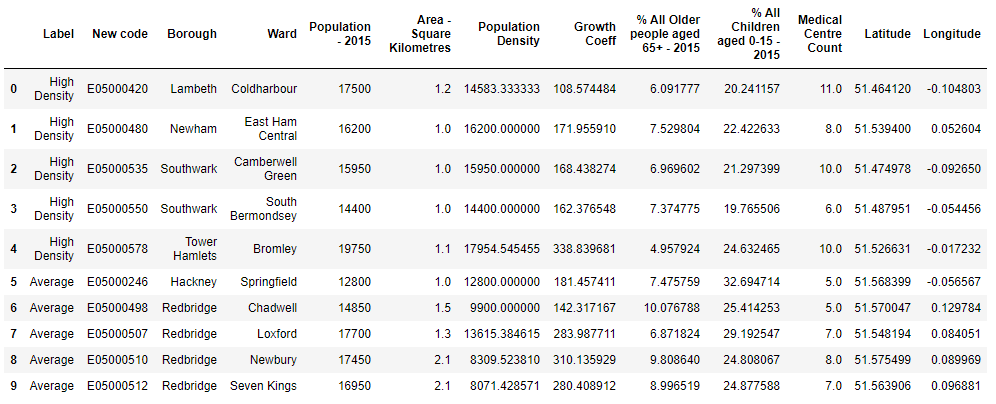 Label New code Borough Ward Population - 2015 Area - Square Kilometres Population Density Growth Coeff % All Older people aged 65+ - 2015 % All Children aged 0-15 - 2015 Medical Centre Count Latitude Longitude
0 High Density E05000420 Lambeth Coldharbour 17500 1.2 14583.333333 108.574484 6.091777 20.241157 11.0 51.464120 -0.104803
1 High Density E05000480 Newham East Ham Central 16200 1.0 16200.000000 171.955910 7.529804 22.422633 8.0 51.539400 0.052604
2 High Density E05000535 Southwark Camberwell Green 15950 1.0 15950.000000 168.438274 6.969602 21.297399 10.0 51.474978 -0.092650
3 High Density E05000550 Southwark South Bermondsey 14400 1.0 14400.000000 162.376548 7.374775 19.765506 6.0 51.487951 -0.054456
4 High Density E05000578 Tower Hamlets Bromley 19750 1.1 17954.545455 338.839681 4.957924 24.632465 10.0 51.526631 -0.017232
5 Average E05000246 Hackney Springfield 12800 1.0 12800.000000 181.457411 7.475759 32.694714 5.0 51.568399 -0.056567
6 Average E05000498 Redbridge Chadwell 14850 1.5 9900.000000 142.317167 10.076788 25.414253 5.0 51.570047 0.129784
7 Average E05000507 Redbridge Loxford 17700 1.3 13615.384615 283.987711 6.871824 29.192547 7.0 51.548194 0.084051
8 Average E05000510 Redbridge Newbury 17450 2.1 8309.523810 310.135929 9.808640 24.808067 8.0 51.575499 0.089969
9 Average E05000512 Redbridge Seven Kings 16950 2.1 8071.428571 280.408912 8.996519 24.877588 7.0 51.563906 0.096881